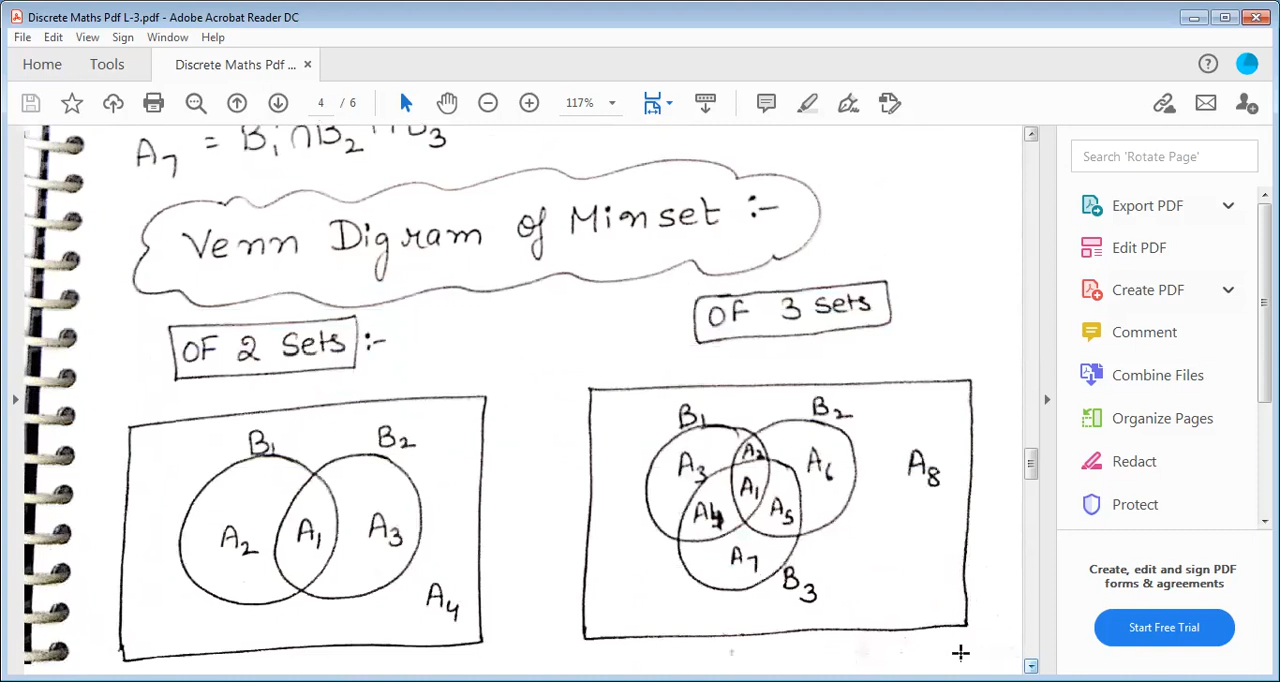 Discrete Maths Pdf L-3.pdf - Adobe Acrobat Reader DC
File Edit View Sign Window Help
Home Tools Discrete Maths Pdf ... ×
4 / 6 117%
A7 = B1∩B2∩B3
Venn Digram of Minset :-
OF 2 Sets :-
OF 3 Sets
B1 B2
A2 A1 A3
A4
B1 B2
A3 A2 A6 A8
A1
A4 A5
A7
B3
Search 'Rotate Page'
Export PDF
Edit PDF
Create PDF
Comment
Combine Files
Organize Pages
Redact
Protect
Create, edit and sign PDF
forms & agreements
Start Free Trial